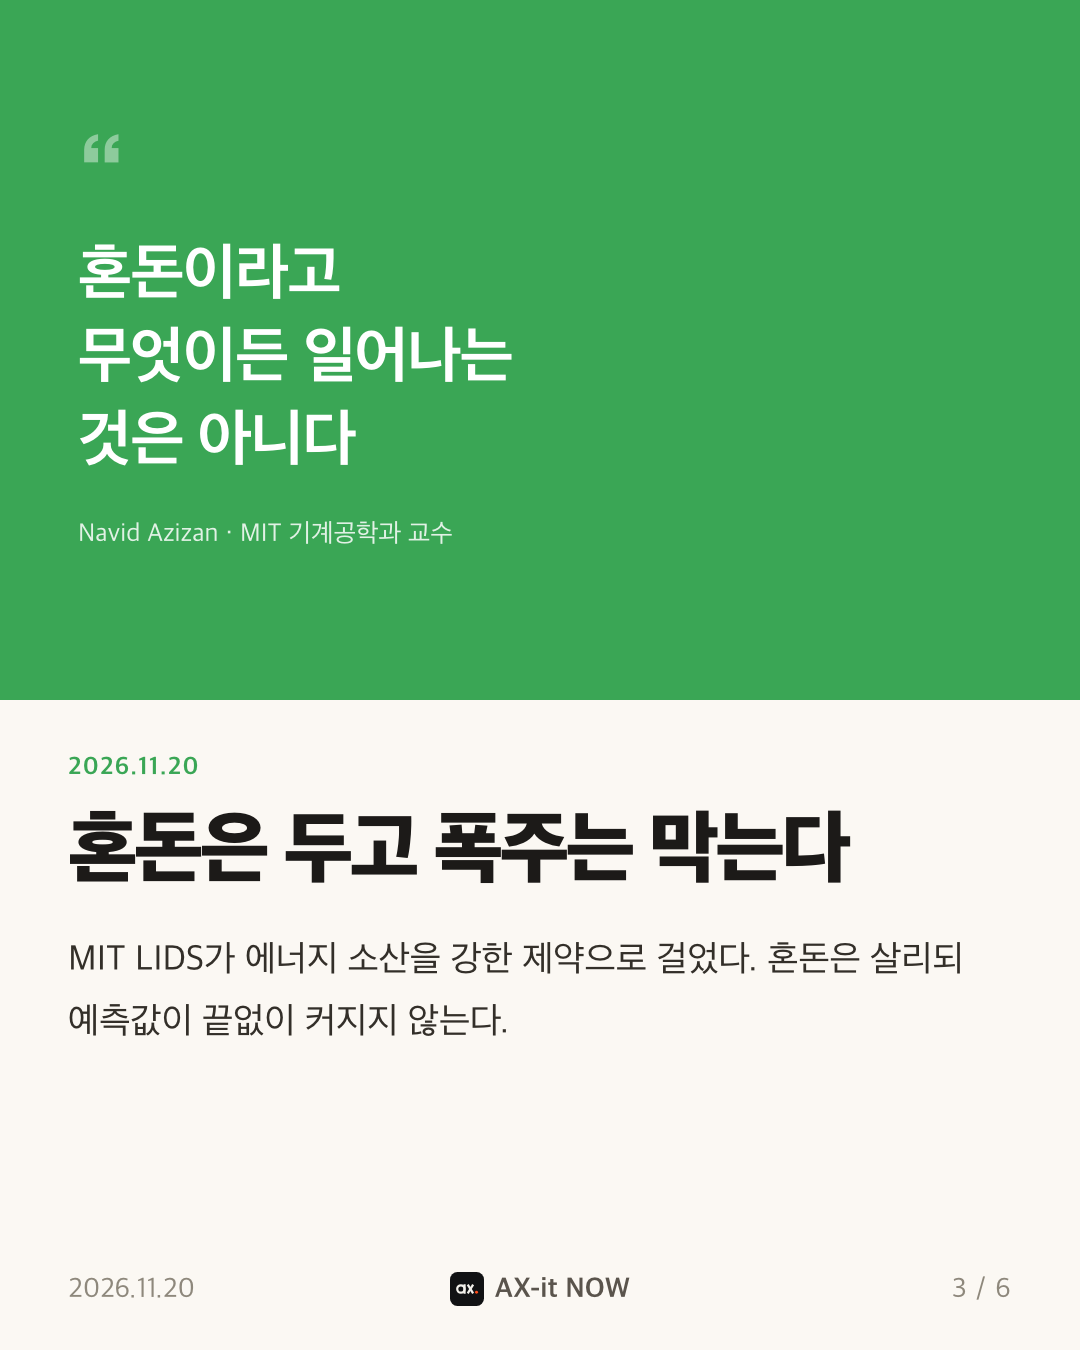 “
혼돈이라고
무엇이든 일어나는
것은 아니다
Navid Azizan · MIT 기계공학과 교수
2026.11.20
혼돈은 두고 폭주는 막는다
MIT LIDS가 에너지 소산을 강한 제약으로 걸었다. 혼돈은 살리되
예측값이 끝없이 커지지 않는다.
2026.11.20
ax. AX-it NOW
3 / 6